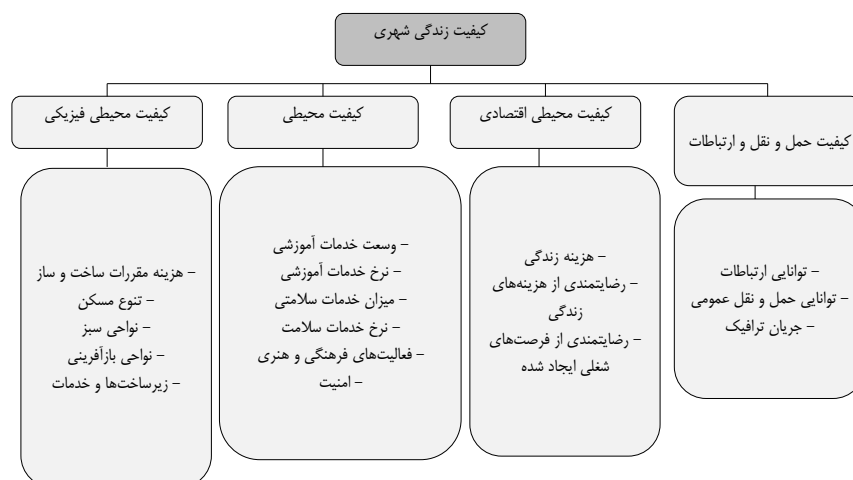 کیفیت زندگی شهری
کیفیت حمل و نقل و ارتباطات
– توانایی ارتباطات
– توانایی حمل و نقل عمومی
– جریان ترافیک
کیفیت محیطی اقتصادی
– هزینه زندگی
– رضایتمندی از هزینه‌های
زندگی
– رضایتمندی از فرصت‌های
شغلی ایجاد شده
کیفیت محیطی
– وسعت خدمات آموزشی
– نرخ خدمات آموزشی
– میزان خدمات سلامتی
– نرخ خدمات سلامت
– فعالیت‌های فرهنگی و هنری
– امنیت
کیفیت محیطی فیزیکی
– هزینه مقررات ساخت و ساز
– تنوع مسکن
– نواحی سبز
– نواحی بازآفرینی
– زیرساخت‌ها و خدمات